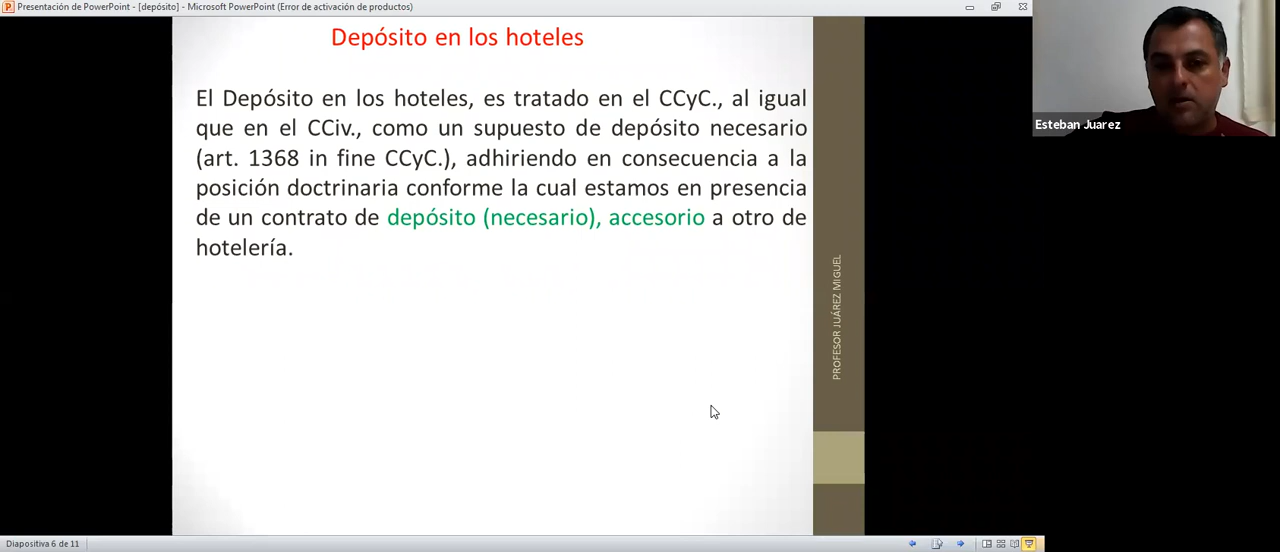 Presentación de PowerPoint - [depósito] - Microsoft PowerPoint (Error de activación de productos)
Depósito en los hoteles
El Depósito en los hoteles, es tratado en el CCyC., al igual
que en el CCiv., como un supuesto de depósito necesario
(art. 1368 in fine CCyC.), adhiriendo en consecuencia a la
posición doctrinaria conforme la cual estamos en presencia
de un contrato de depósito (necesario), accesorio a otro de
hotelería.
PROFESOR JUÁREZ MIGUEL
Esteban Juarez
Diapositiva 6 de 11